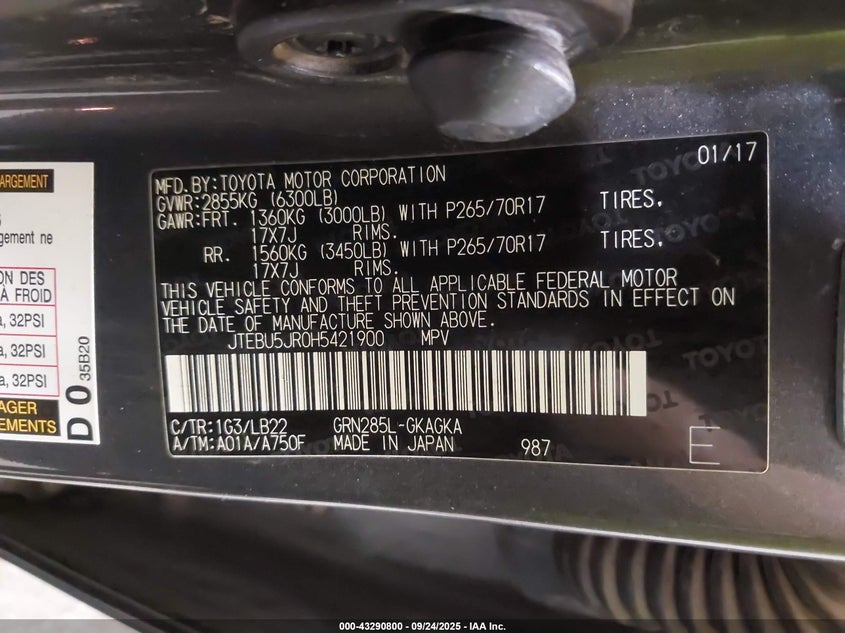 ARGEMENT
gement ne
ON DES
À FROID
a, 32PSI
a, 32PSI
a, 32PSI
AGER
EMENTS
D 0 35B20
01/17
MFD.BY:TOYOTA MOTOR CORPORATION
GVWR:2855KG (6300LB)
GAWR:FRT. 1360KG (3000LB) WITH P265/70R17 TIRES,
17X7J RIMS.
RR. 1560KG (3450LB) WITH P265/70R17 TIRES,
17X7J RIMS.
THIS VEHICLE CONFORMS TO ALL APPLICABLE FEDERAL MOTOR
VEHICLE SAFETY AND THEFT PREVENTION STANDARDS IN EFFECT ON
THE DATE OF MANUFACTURE SHOWN ABOVE.
JTEBU5JR0H5421900 MPV
C/TR:1G3/LB22 GRN285L-GKAGKA
A/TM:A01A/A750F MADE IN JAPAN 987 E
000-43290800 - 09/24/2025 - IAA Inc.